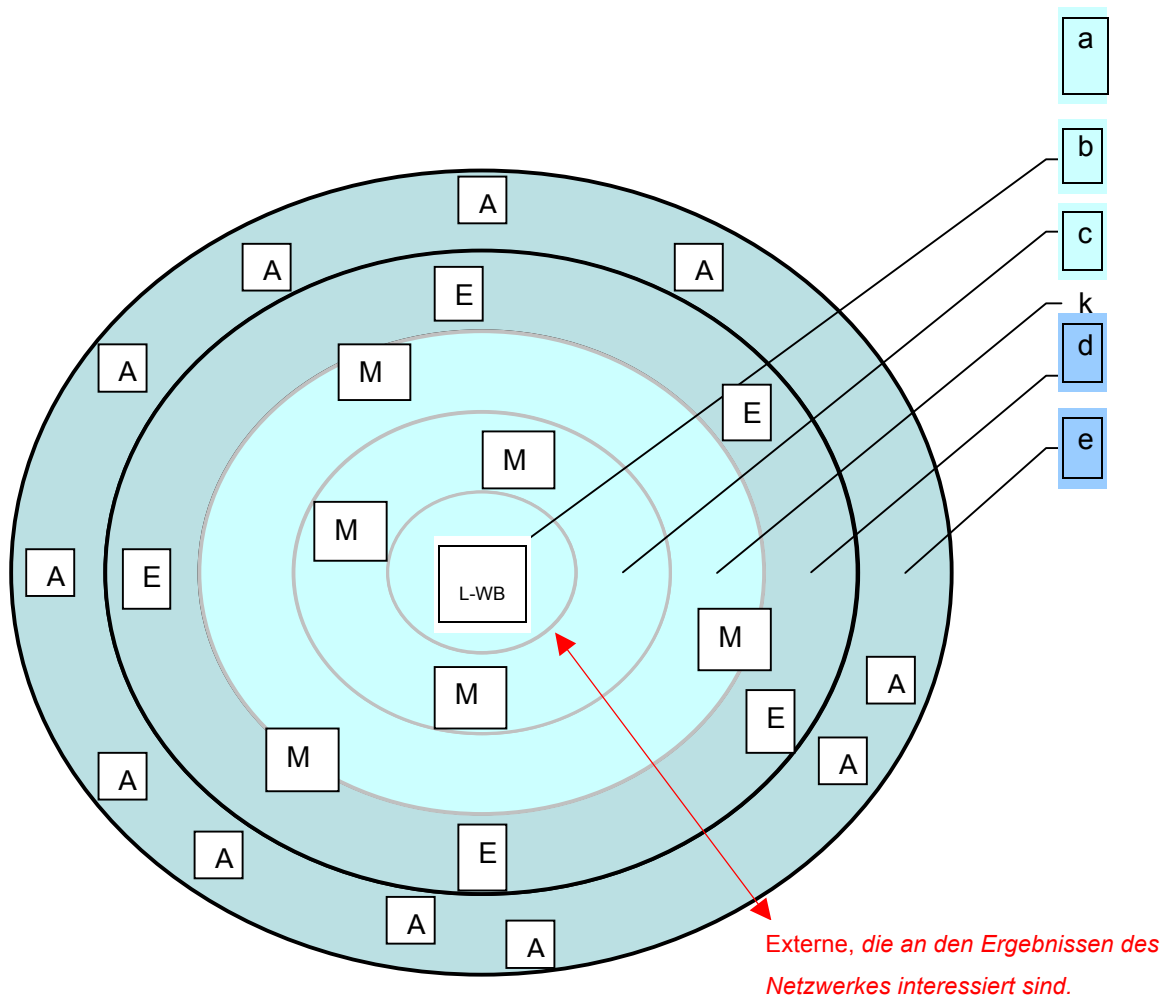 a
b
A
c
A
A
E
k
d
A
M
E
e
M
M
A
E
L-WB
M
E
A
M
M
A
A
E
A
A
A
Externe, die an den Ergebnissen des
Netzwerkes interessiert sind.